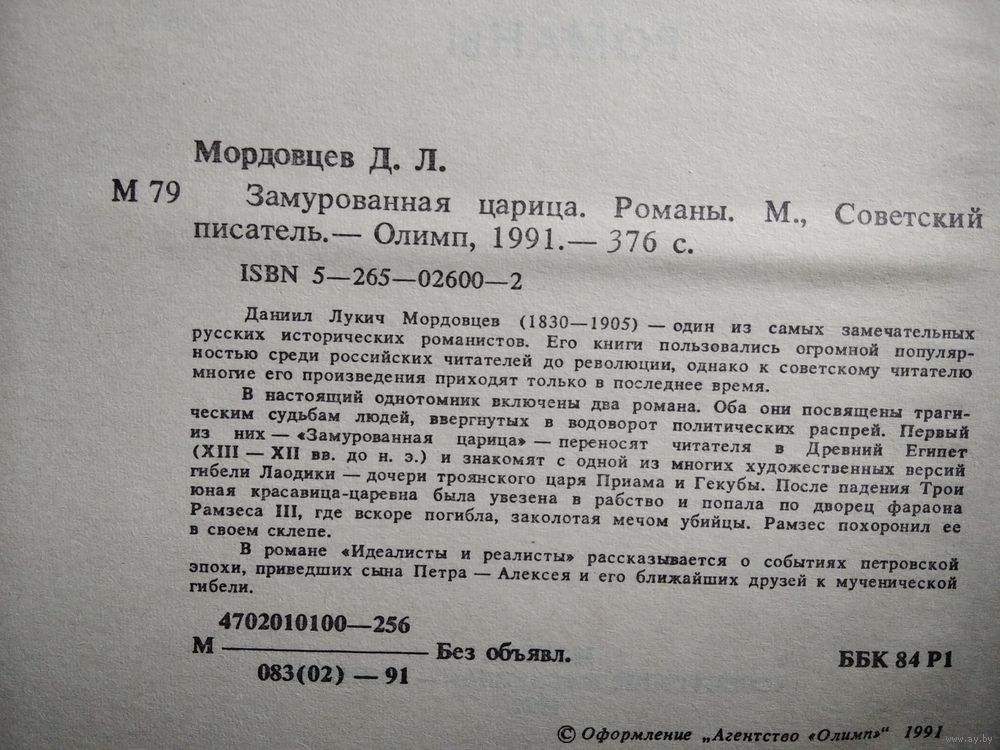 РОМАНЫ
Мордовцев Д. Л.
М 79 Замурованная царица. Романы. М., Советский
писатель.— Олимп, 1991.— 376 с.
ISBN 5—265—02600—2
Даниил Лукич Мордовцев (1830—1905) — один из самых замечательных
русских исторических романистов. Его книги пользовались огромной популяр-
ностью среди российских читателей до революции, однако к советскому читателю
многие его произведения приходят только в последнее время.
В настоящий однотомник включены два романа. Оба они посвящены траги-
ческим судьбам людей, ввергнутых в водоворот политических распрей. Первый
из них — «Замурованная царица» — переносят читателя в Древний Египет
(XIII — XII вв. до н. э.) и знакомят с одной из многих художественных версий
гибели Лаодики — дочери троянского царя Приама и Гекубы. После падения Трои
юная красавица-царевна была увезена в рабство и попала по дворец фараона
Рамзеса III, где вскоре погибла, заколотая мечом убийцы. Рамзес похоронил ее
в своем склепе.
В романе «Идеалисты и реалисты» рассказывается о событиях петровской
эпохи, приведших сына Петра — Алексея и его ближайших друзей к мученической
гибели.
4702010100—256
М Без объявл.
083(02) — 91
ББК 84 Р1
© Оформление „Агентство «Олимп»“ 1991
www.ay.by